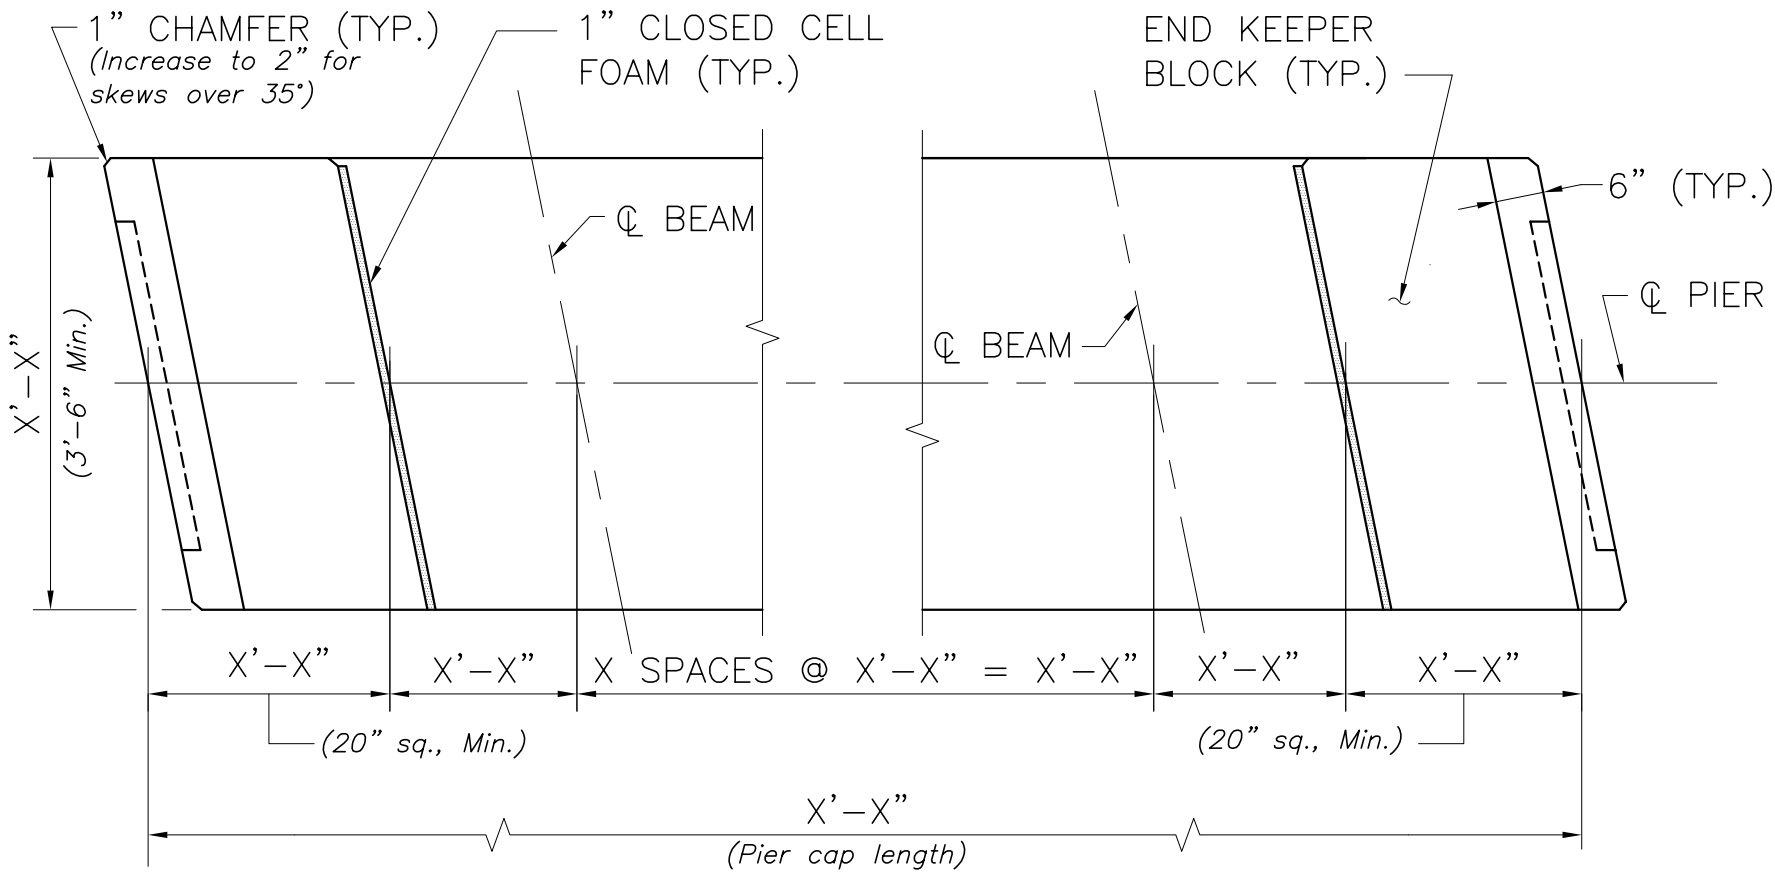 1” CHAMFER (TYP.)
(Increase to 2” for
skews over 35°)
1” CLOSED CELL
FOAM (TYP.)
END KEEPER
BLOCK (TYP.)
6” (TYP.)
℄ BEAM
℄ PIER
℄ BEAM
X’–X”
(3’–6” Min.)
X’–X”
X’–X”
X SPACES @ X’–X” = X’–X”
X’–X”
X’–X”
(20” sq., Min.)
(20” sq., Min.)
X’–X”
(Pier cap length)